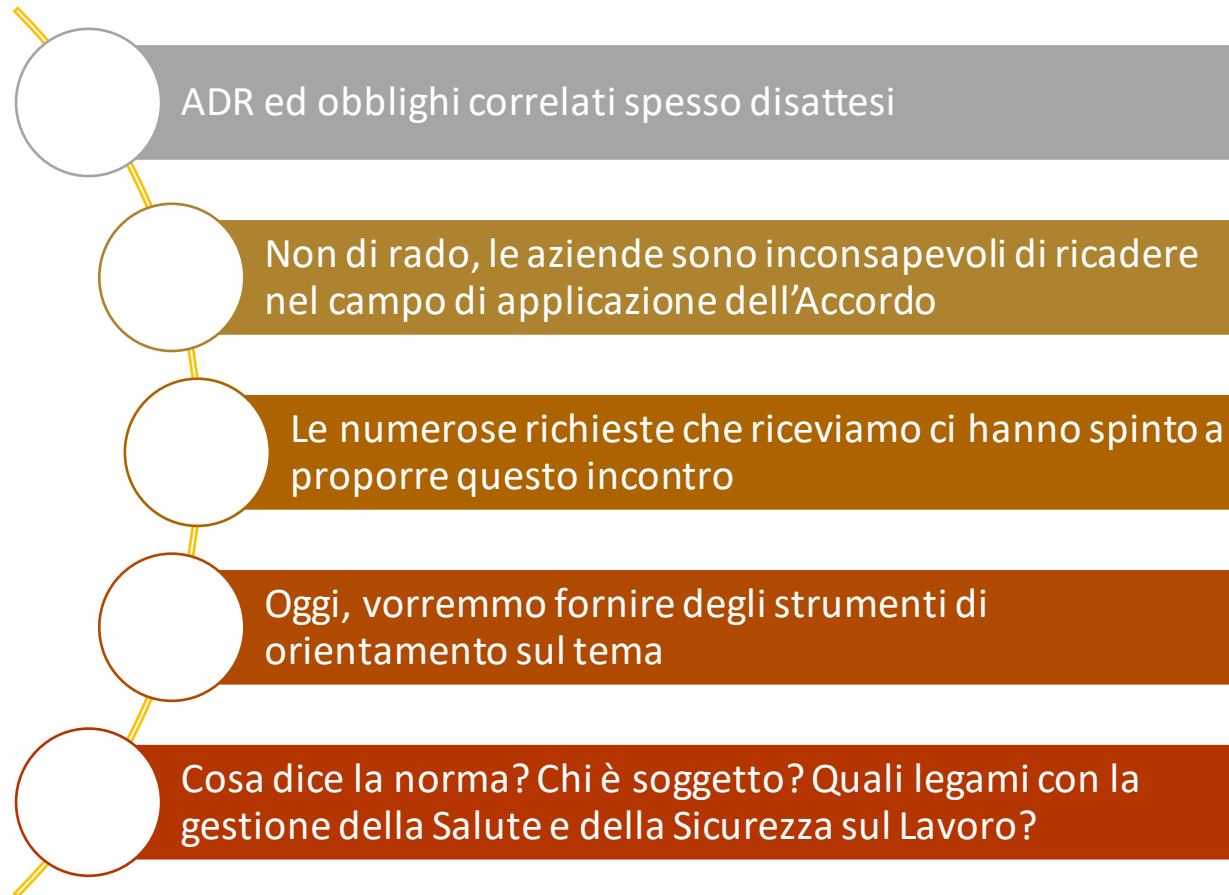 ADR ed obblighi correlati spesso disattesi
Non di rado, le aziende sono inconsapevoli di ricadere
nel campo di applicazione dell’Accordo
Le numerose richieste che riceviamo ci hanno spinto a
proporre questo incontro
Oggi, vorremmo fornire degli strumenti di
orientamento sul tema
Cosa dice la norma? Chi è soggetto? Quali legami con la
gestione della Salute e della Sicurezza sul Lavoro?